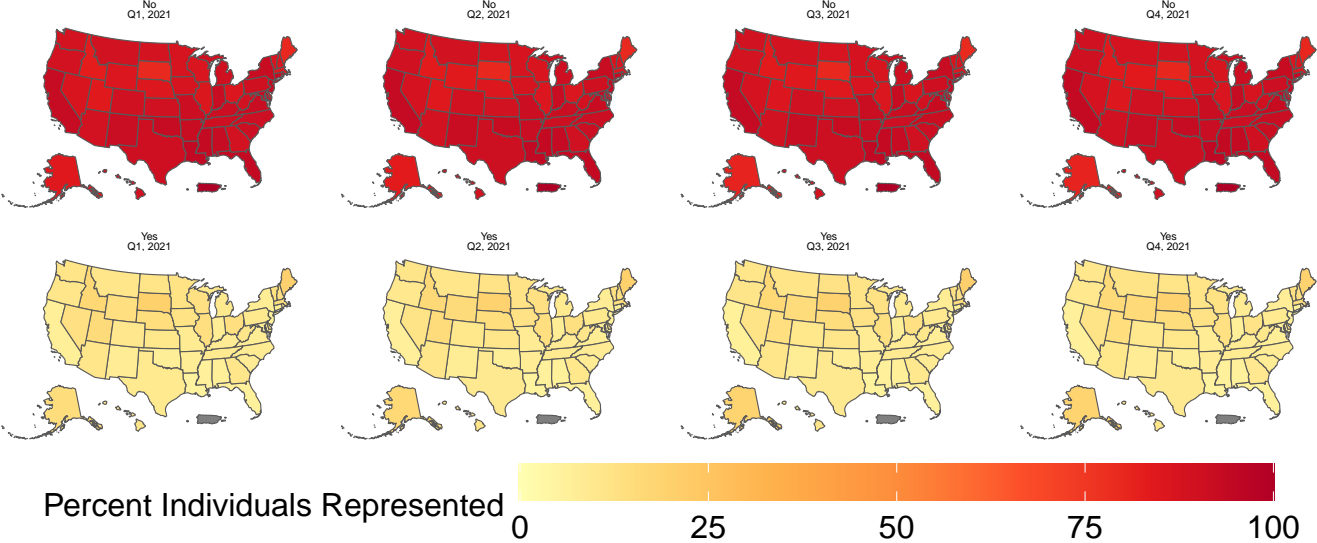 No
Q1, 2021
No
Q2, 2021
No
Q3, 2021
No
Q4, 2021
Yes
Q1, 2021
Yes
Q2, 2021
Yes
Q3, 2021
Yes
Q4, 2021
Percent Individuals Represented
0 25 50 75 100